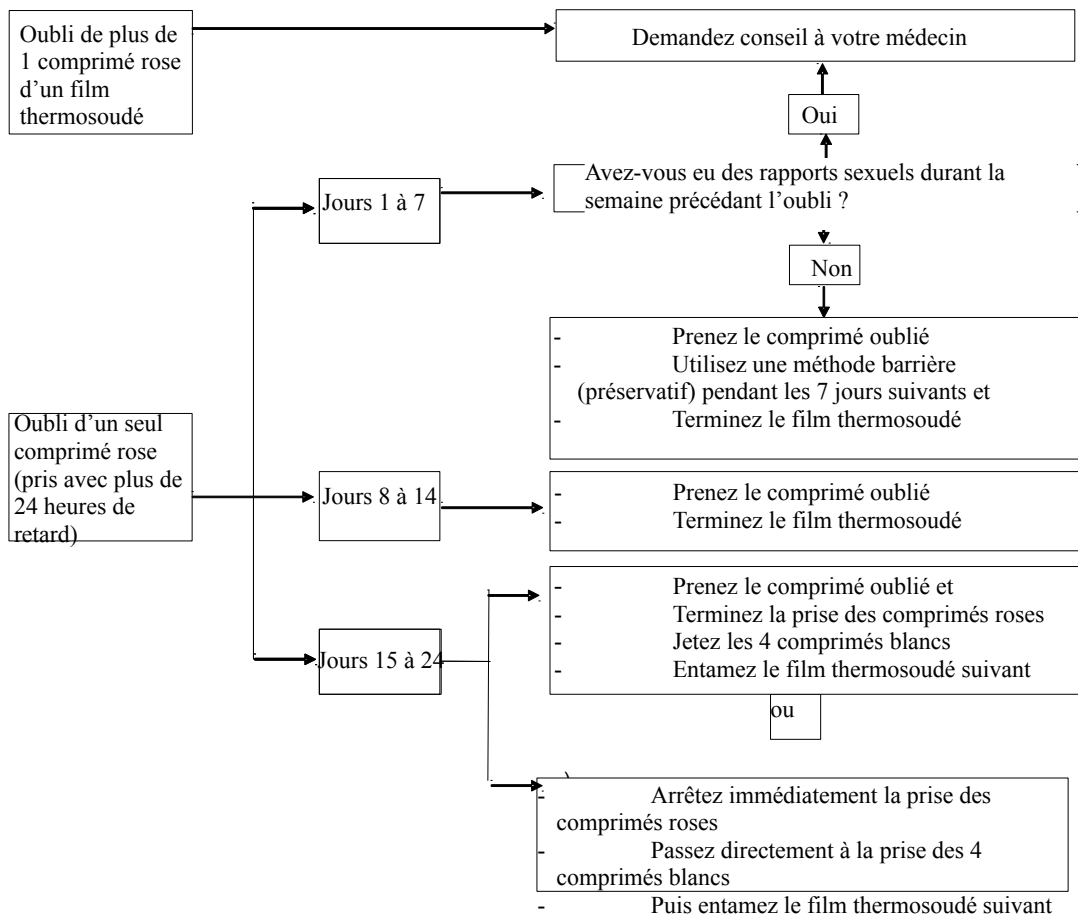 Oubli de plus de
1 comprimé rose
d’un film
thermosoudé
Demandez conseil à votre médecin
Oui
Avez-vous eu des rapports sexuels durant la
semaine précédant l’oubli ?
Jours 1 à 7
Non
- Prenez le comprimé oublié
- Utilisez une méthode barrière
(préservatif) pendant les 7 jours suivants et
- Terminez le film thermosoudé
Oubli d’un seul
comprimé rose
(pris avec plus de
24 heures de
retard)
Jours 8 à 14
- Prenez le comprimé oublié
- Terminez le film thermosoudé
Jours 15 à 24
- Prenez le comprimé oublié et
- Terminez la prise des comprimés roses
- Jetez les 4 comprimés blancs
- Entamez le film thermosoudé suivant
ou
- Arrêtez immédiatement la prise des
comprimés roses
- Passez directement à la prise des 4
comprimés blancs
- Puis entamez le film thermosoudé suivant